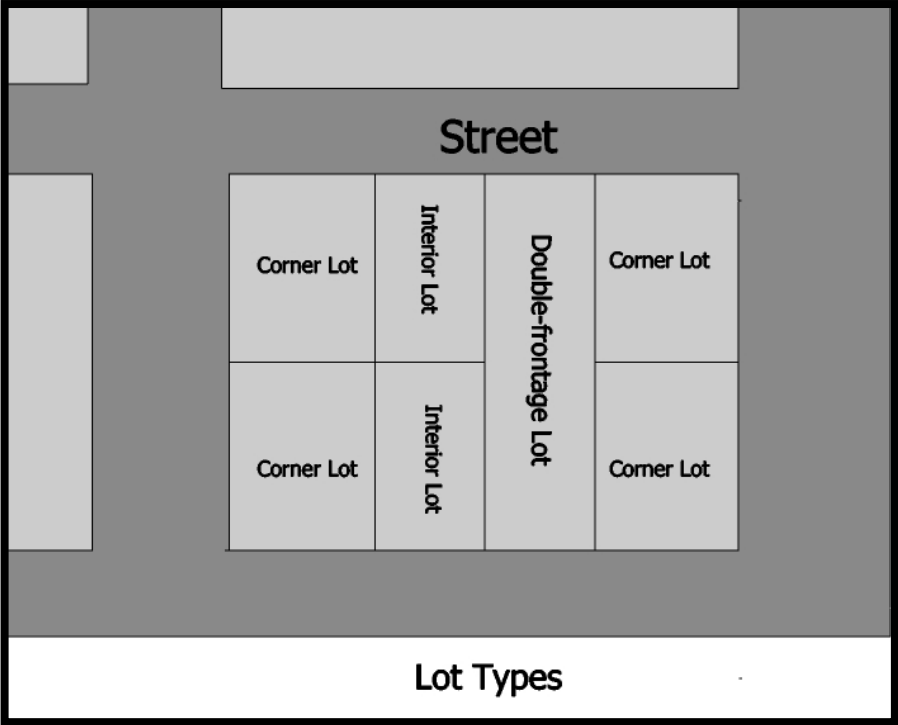 Street
Corner Lot
Interior Lot
Double-frontage Lot
Corner Lot
Corner Lot
Interior Lot
Corner Lot
Lot Types